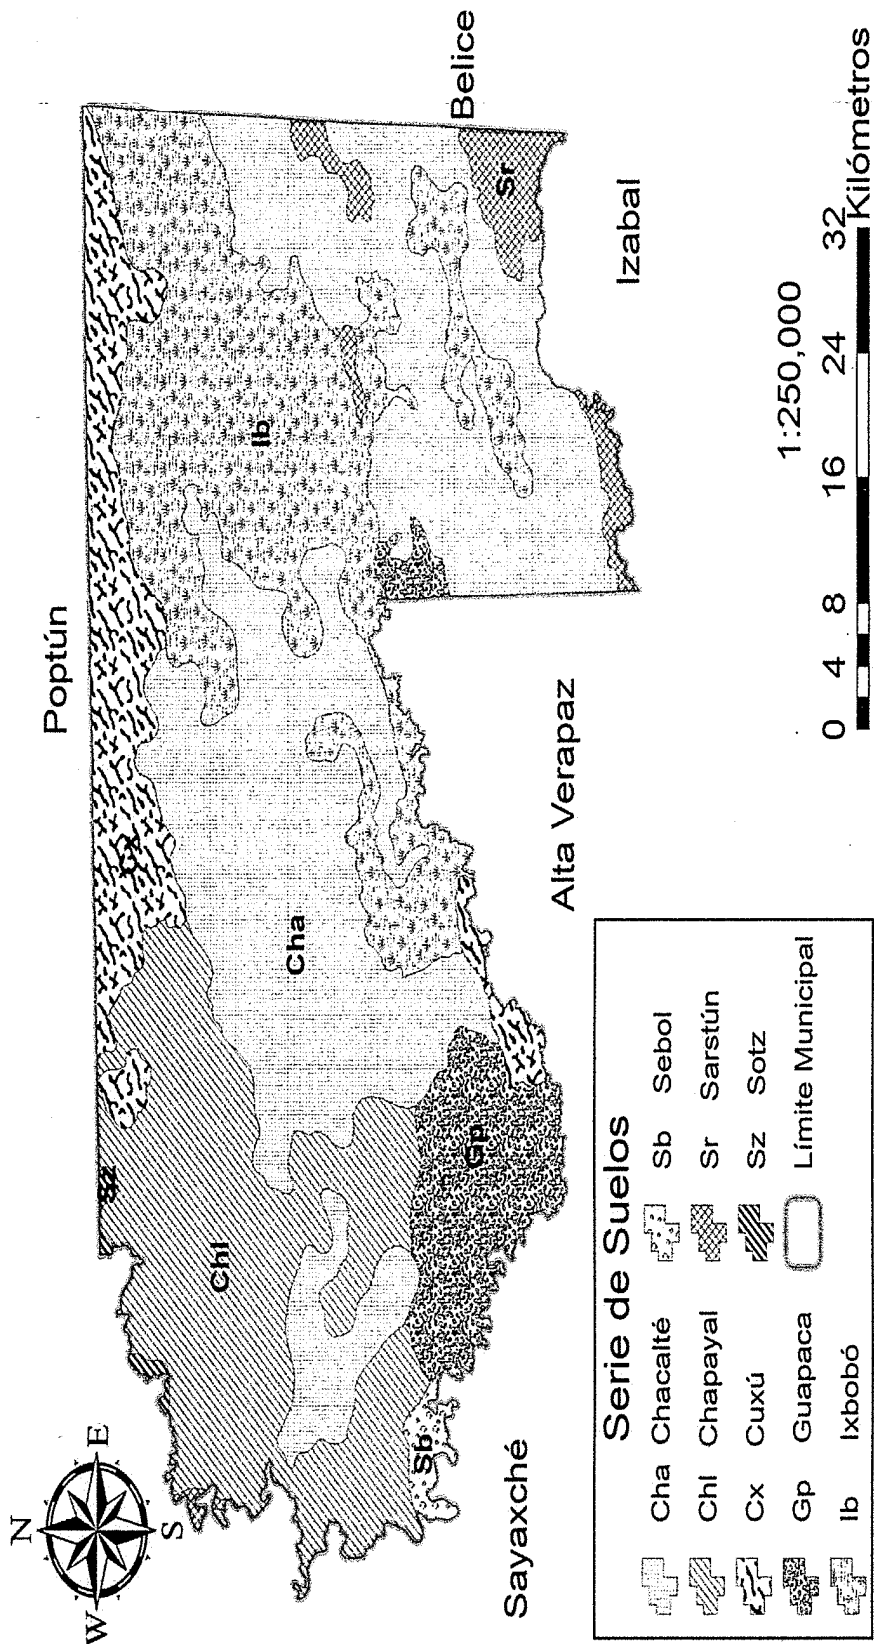 N
W E
S
Poptún
Belice
Sz
Cx
Chl
Cha
Ib
Sr
Gp
Sb
Sayaxché
Alta Verapaz
Izabal
1:250,000
0 4 8 16 24 32
Kilómetros
Serie de Suelos
Cha Chacalté
Chl Chapayal
Cx Cuxú
Gp Guapaca
Ib Ixbobó
Sb Sebol
Sr Sarstún
Sz Sotz
Límite Municipal